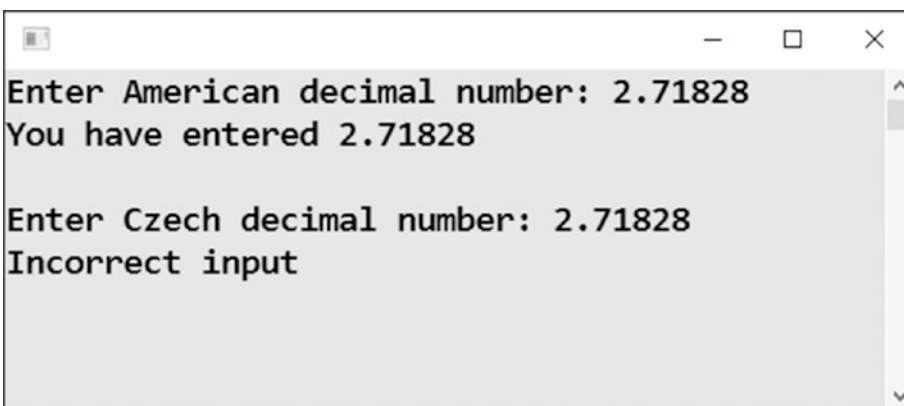 Enter American decimal number: 2.71828
You have entered 2.71828
Enter Czech decimal number: 2.71828
Incorrect input